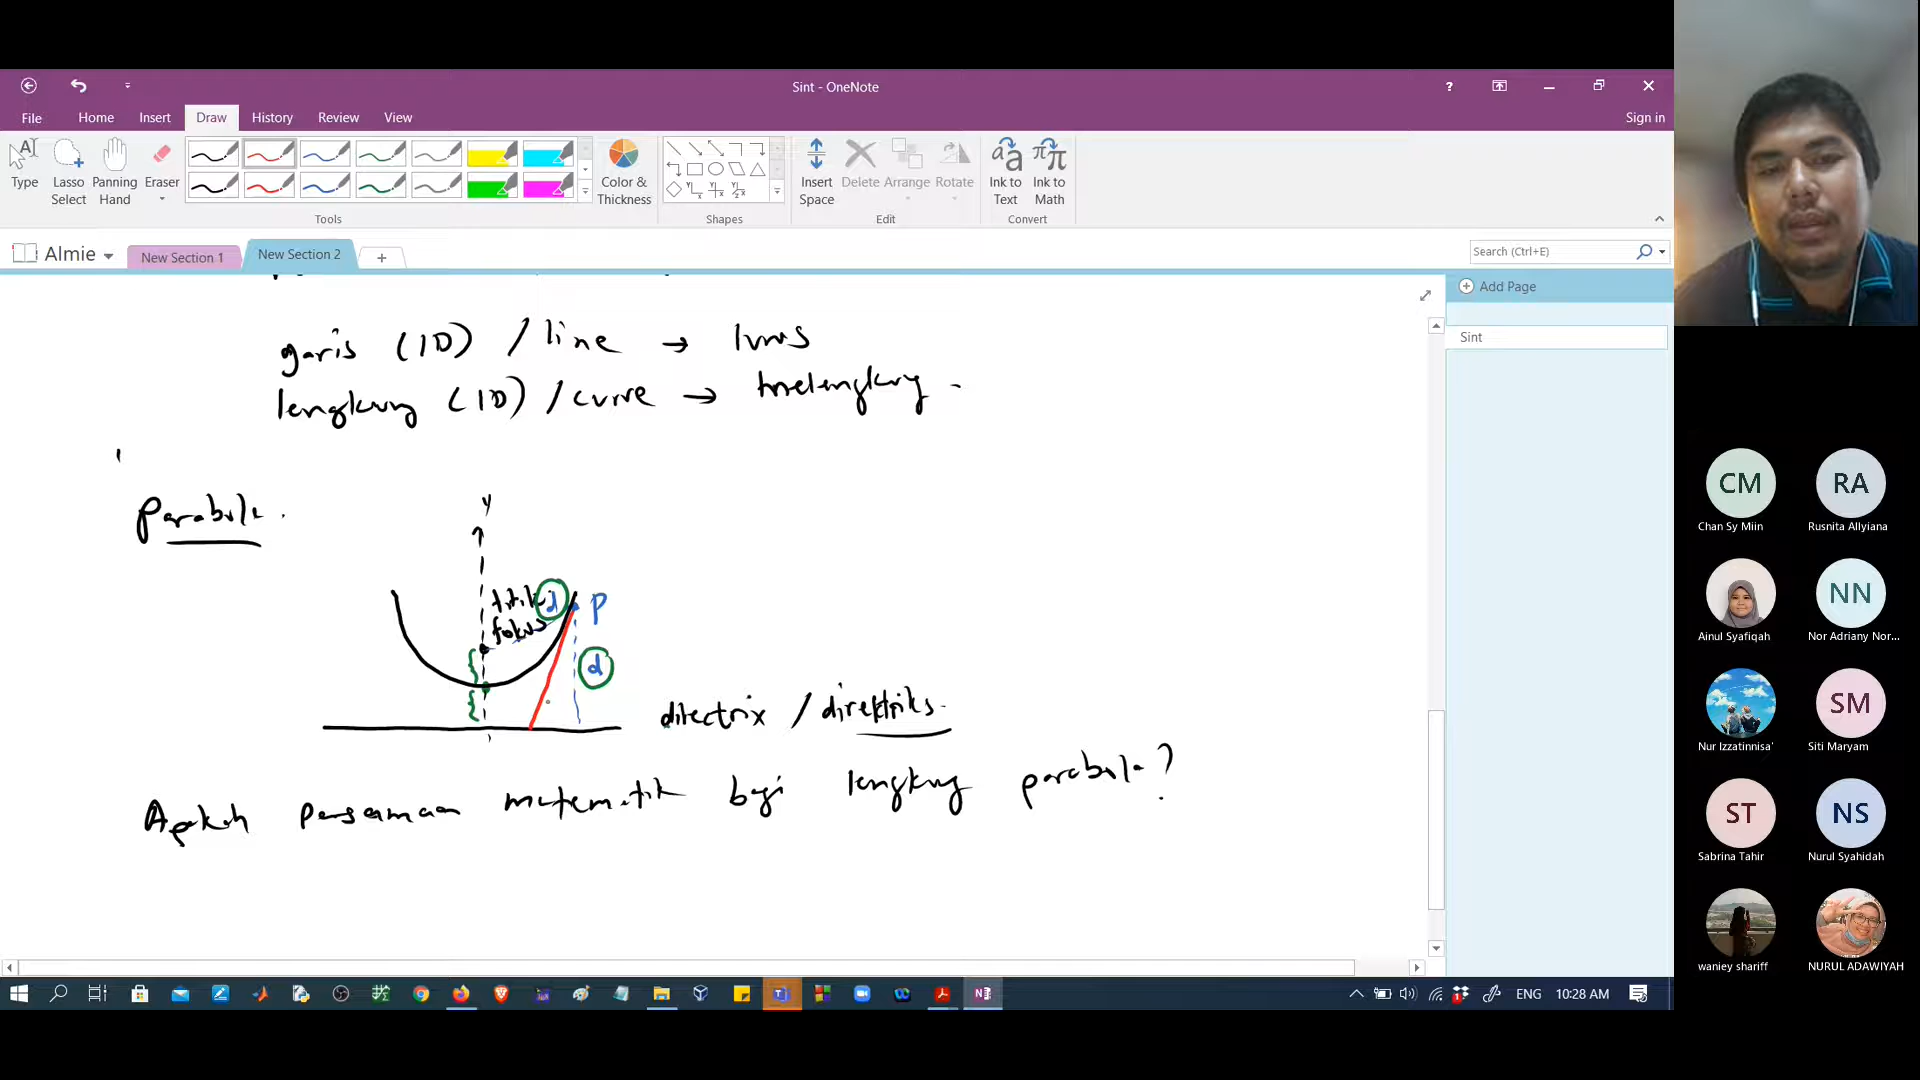 Sint - OneNote
?
File Home Insert Draw History Review View
Sign in
Type
Lasso Select
Panning Hand
Eraser
Color & Thickness
Insert Space
Delete Arrange Rotate
Ink to Text
Ink to Math
Tools Shapes Edit Convert
Almie
New Section 1
New Section 2
+
Search (Ctrl+E)
Add Page
Sint
garis (1D) / line → lurus
lengkung (1D) / curve → melengkung
parabola.
y
titik
fokus
d
P
d
directrix / direktriks.
Apakah persamaan matematik bagi lengkung parabola?
CM
Chan Sy Miin
RA
Rusnita Allyiana
Ainul Syafiqah
NN
Nor Adriany Nor...
Nur Izzatinnisa'
SM
Siti Maryam
ST
Sabrina Tahir
NS
Nurul Syahidah
waniey shariff
NURUL ADAWIYAH
ENG 10:28 AM